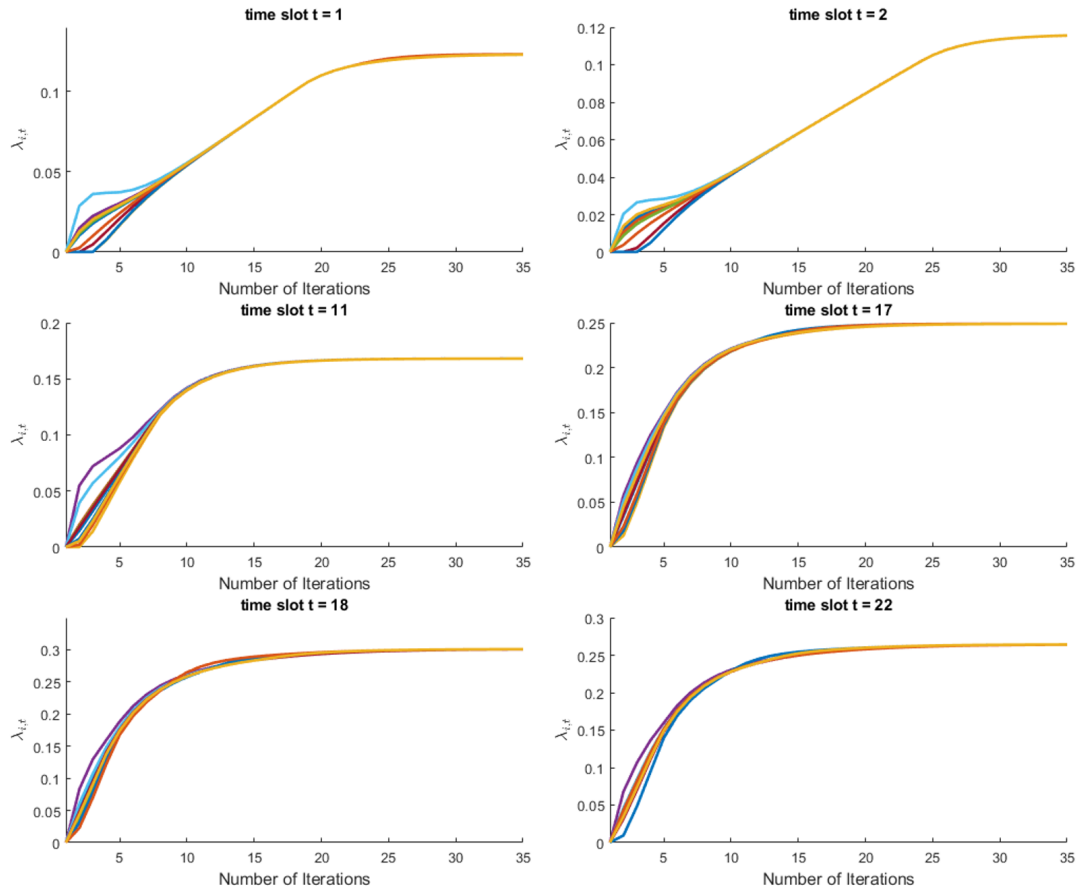 time slot t = 1
0.1
0.05
0
λi,t
5 10 15 20 25 30 35
Number of Iterations
time slot t = 2
0.12
0.1
0.08
0.06
0.04
0.02
0
λi,t
5 10 15 20 25 30 35
Number of Iterations
time slot t = 11
0.2
0.15
0.1
0.05
0
λi,t
5 10 15 20 25 30 35
Number of Iterations
time slot t = 17
0.25
0.2
0.15
0.1
0.05
0
λi,t
5 10 15 20 25 30 35
Number of Iterations
time slot t = 18
0.3
0.25
0.2
0.15
0.1
0.05
0
λi,t
5 10 15 20 25 30 35
Number of Iterations
time slot t = 22
0.3
0.25
0.2
0.15
0.1
0.05
0
λi,t
5 10 15 20 25 30 35
Number of Iterations